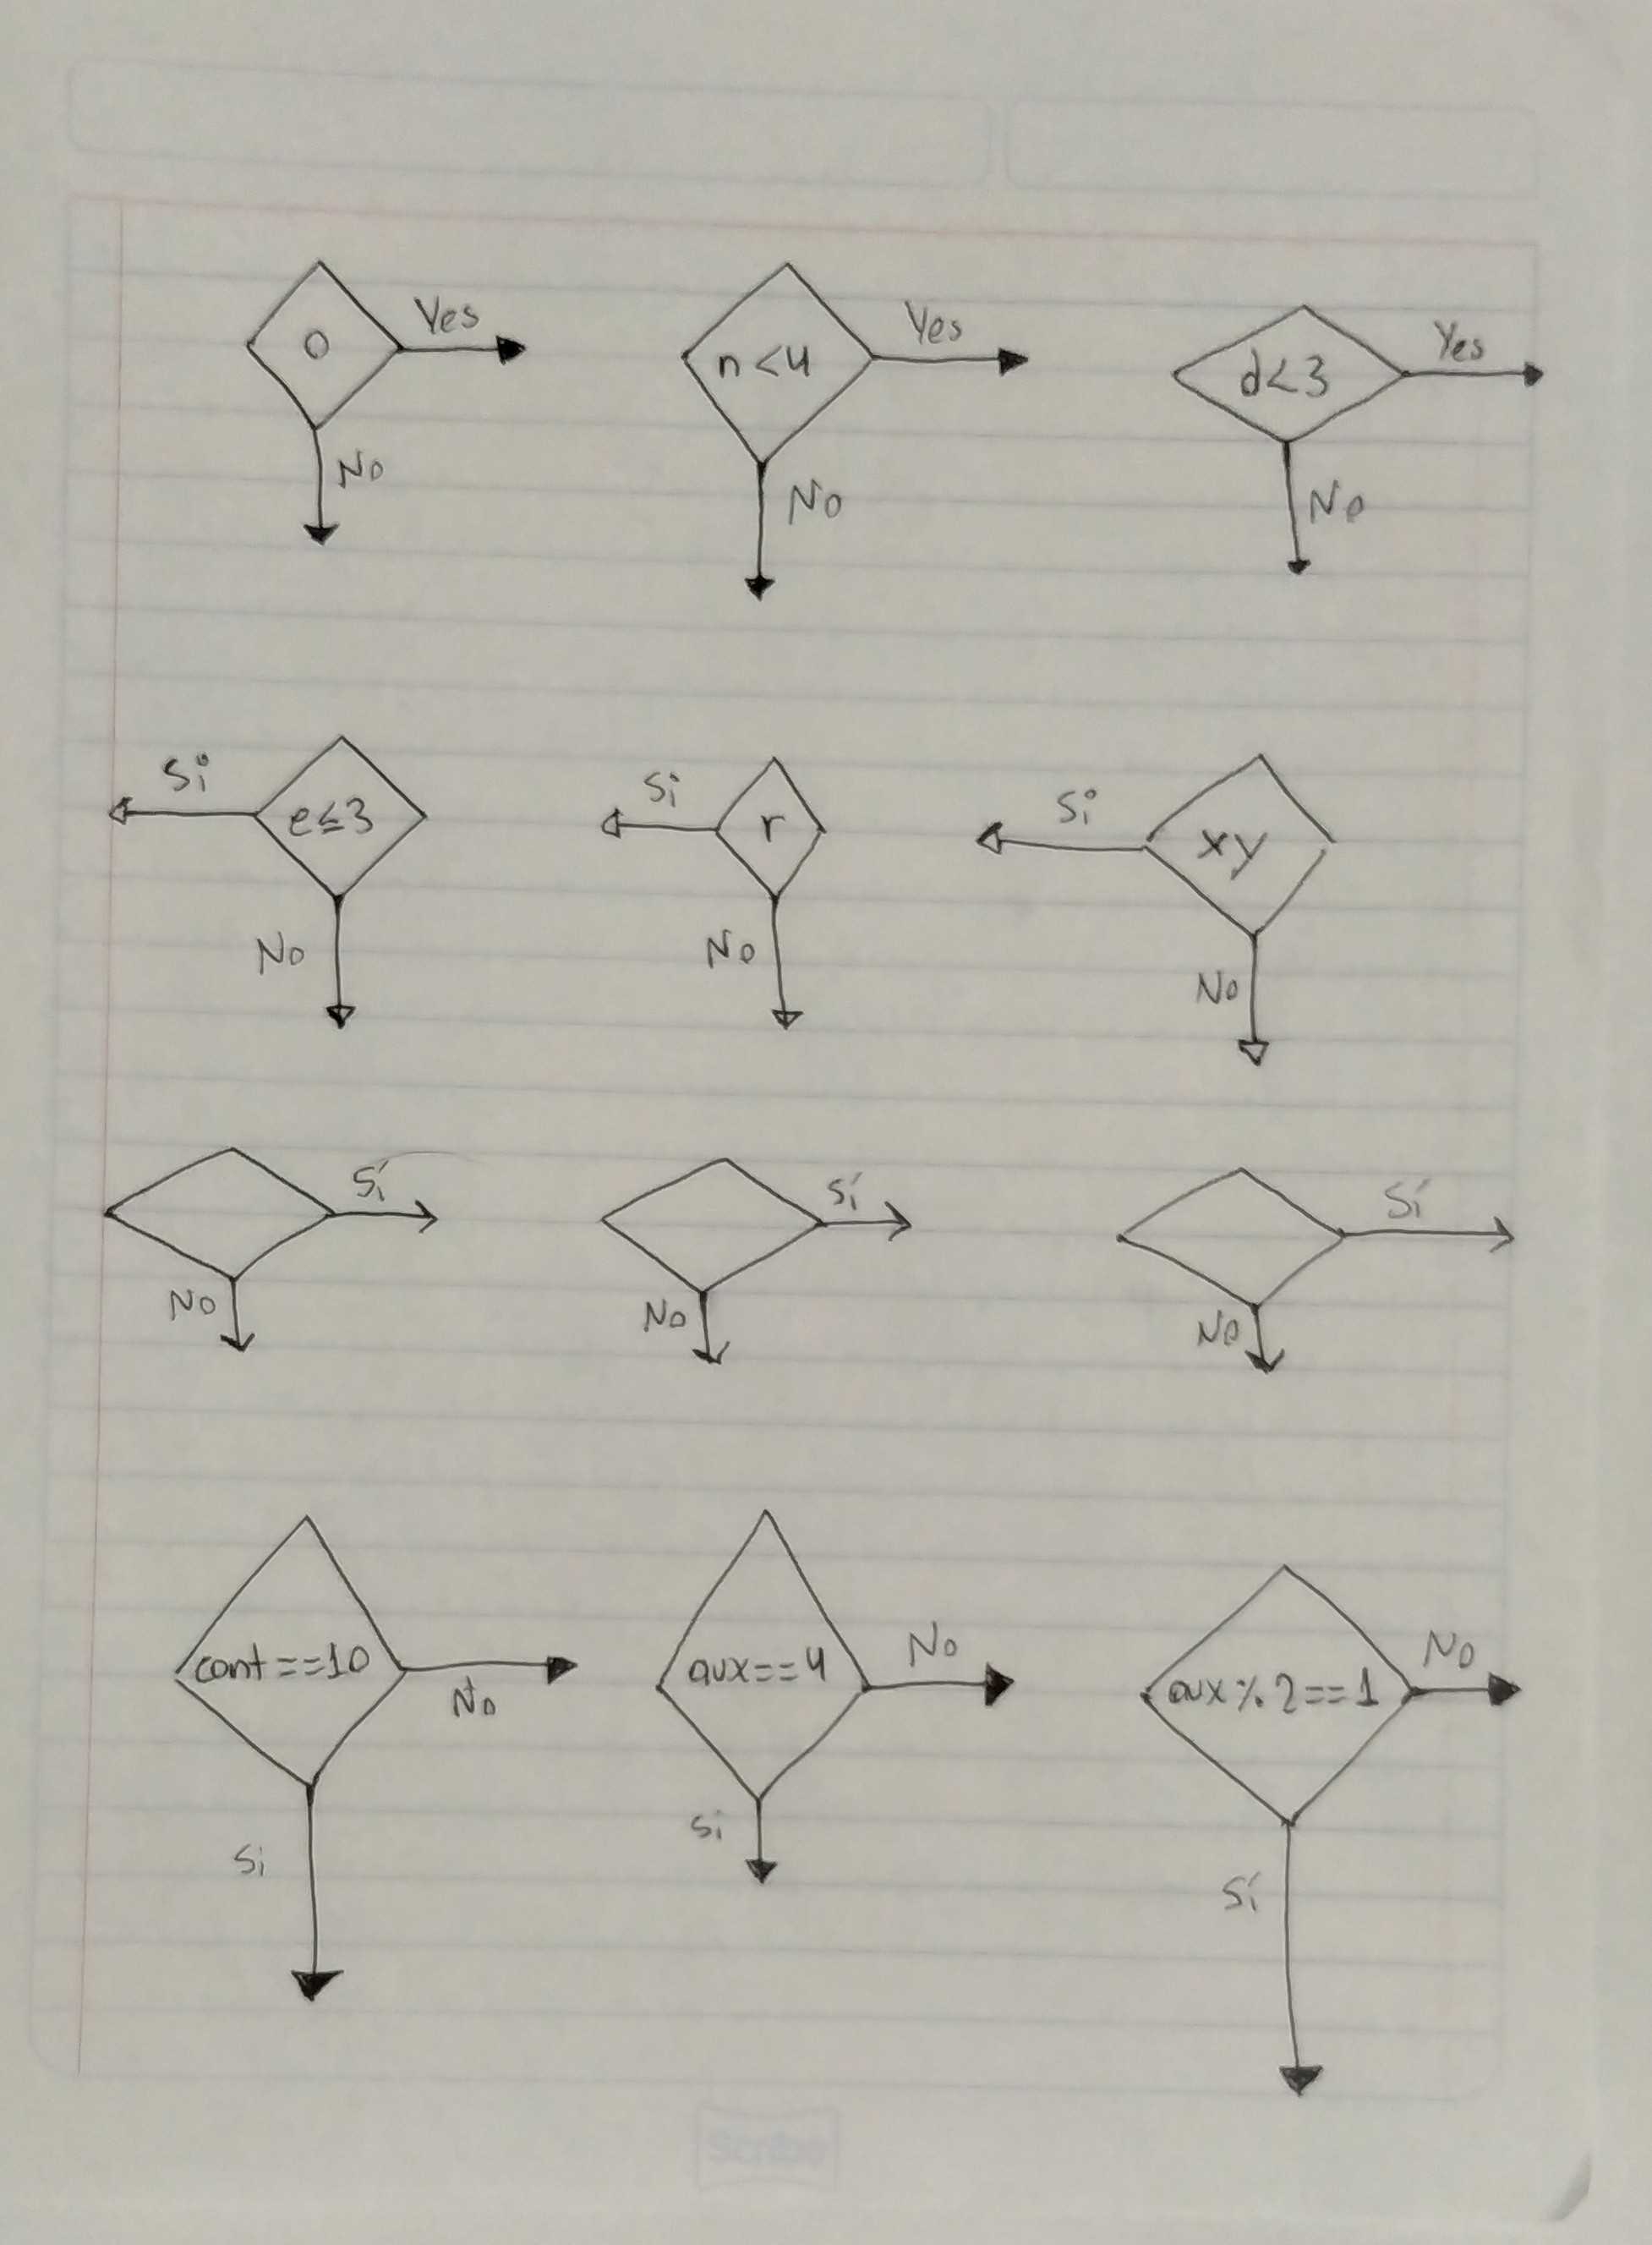 Yes Yes Yes
0 n<4 d<3
No No No
Si Si Si
e≤3 r xy
No No No
Sí Sí Sí
No No No
cont==10 No aux==4 No aux%2==1 No
Si Si Sí
Scribe